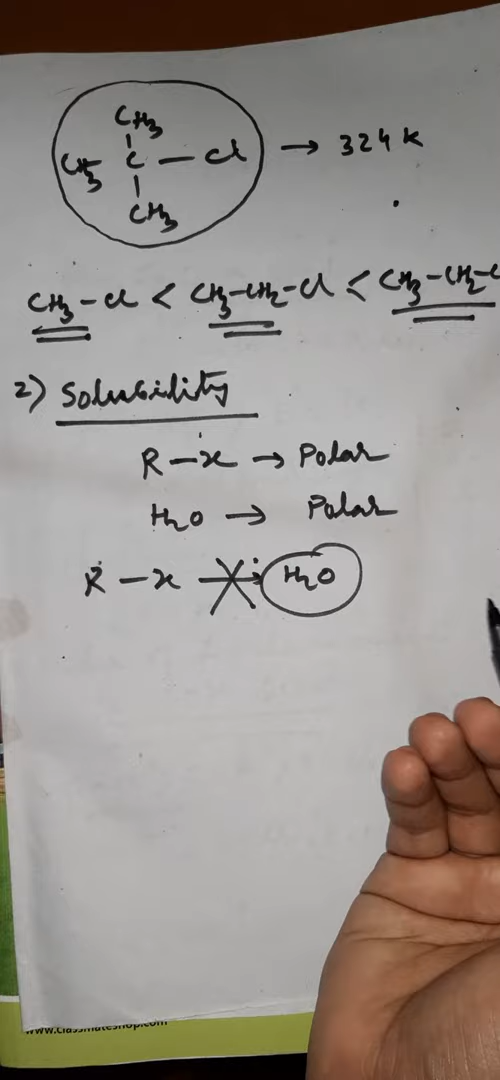 CH3
CH3 - C - Cl → 324 K
CH3
CH3-Cl < CH3-CH2-Cl < CH3-CH2-C
2) Solubility
R-x → Polar
H2O → Polar
R-x → H2O
www.classmateshop.com